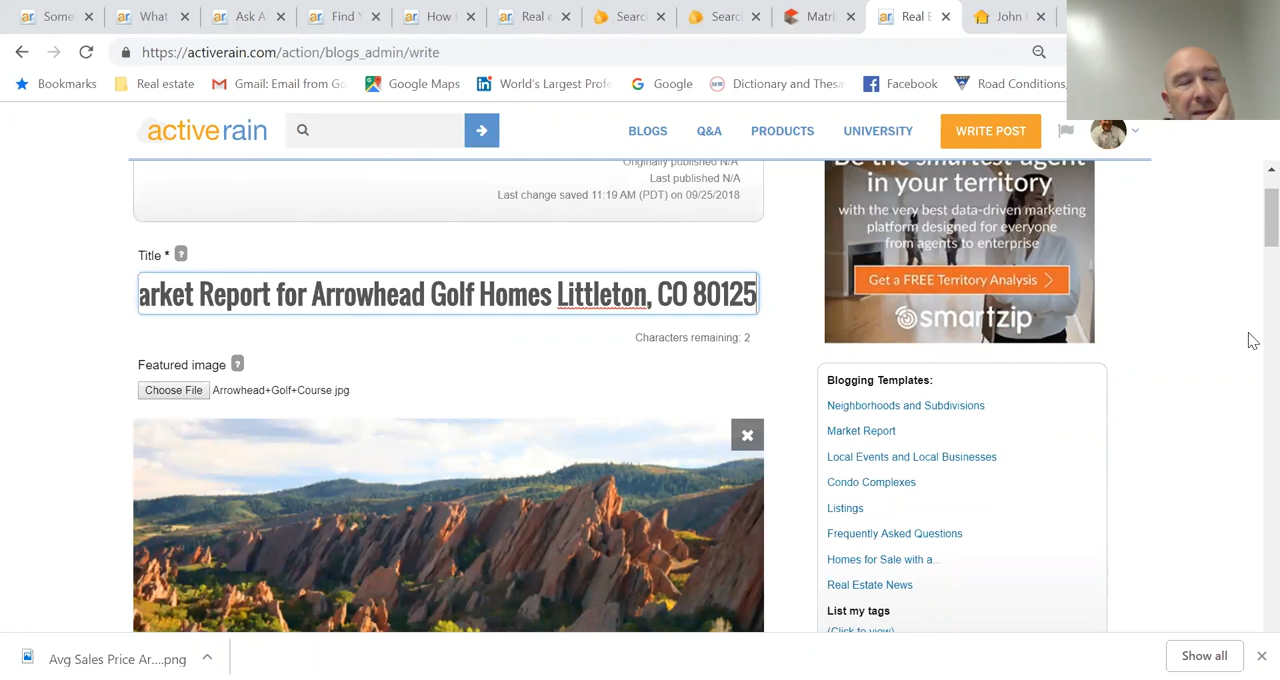 Some
What
Ask A
Find Y
How t
Real e
Searc
Searc
Matri
Real E
John
https://activerain.com/action/blogs_admin/write
Bookmarks
Real estate
Gmail: Email from Go
Google Maps
World's Largest Profe
Google
Dictionary and Thesa
Facebook
Road Conditions,
activerain
BLOGS
Q&A
PRODUCTS
UNIVERSITY
WRITE POST
Originally published N/A
Last published N/A
Last change saved 11:19 AM (PDT) on 09/25/2018
Title * ?
arket Report for Arrowhead Golf Homes Littleton, CO 80125
Characters remaining: 2
Featured image ?
Choose File Arrowhead+Golf+Course.jpg
Be the smartest agent
in your territory
with the very best data-driven marketing
platform designed for everyone
from agents to enterprise
Get a FREE Territory Analysis
smartzip
Blogging Templates:
Neighborhoods and Subdivisions
Market Report
Local Events and Local Businesses
Condo Complexes
Listings
Frequently Asked Questions
Homes for Sale with a...
Real Estate News
List my tags
(Click to view)
Avg Sales Price Ar....png
Show all